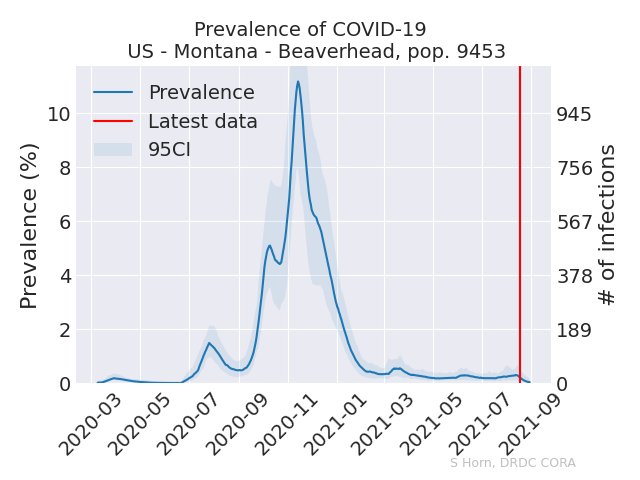 Prevalence of COVID-19
US - Montana - Beaverhead, pop. 9453
Prevalence
Latest data
95CI
Prevalence (%)
10
8
6
4
2
0
# of infections
945
756
567
378
189
0
2020-03
2020-05
2020-07
2020-09
2020-11
2021-01
2021-03
2021-05
2021-07
2021-09
S Horn, DRDC CORA